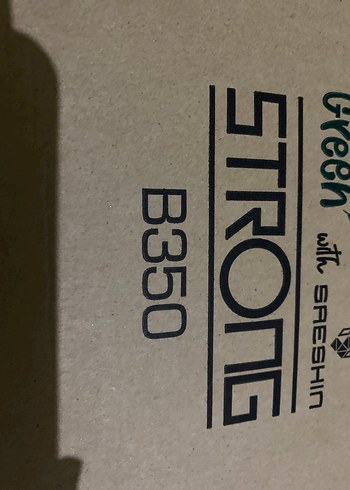 Green
with SAESHIN
STRONG
B350